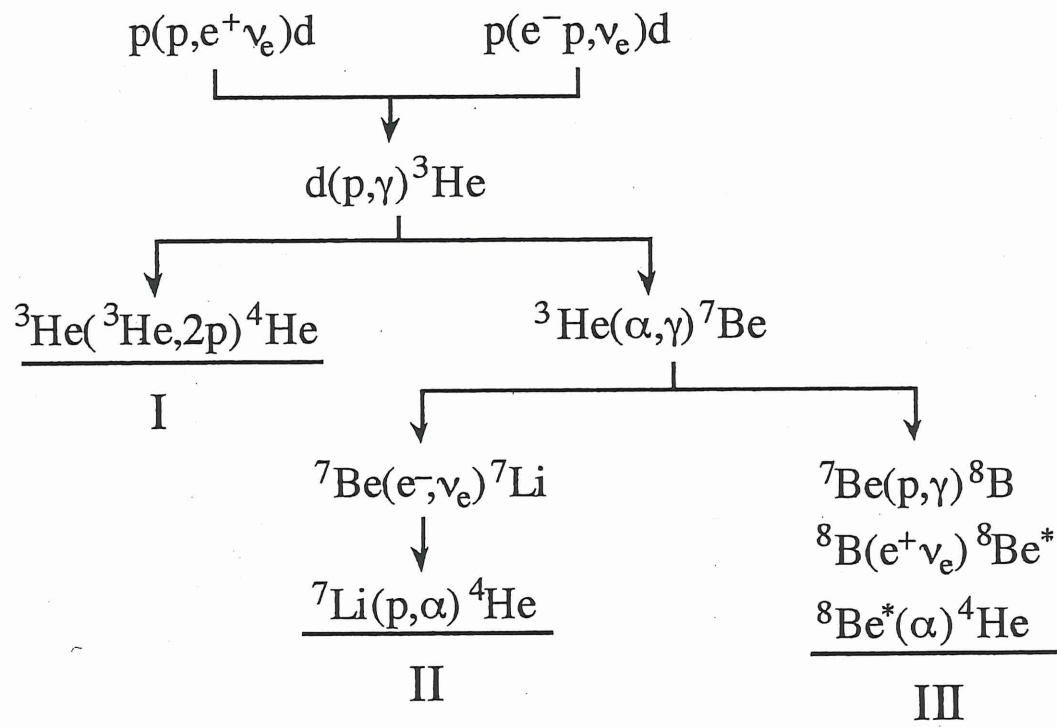 p(p,e⁺νₑ)d p(e⁻p,νₑ)d
d(p,γ)³He
³He(³He,2p)⁴He ³He(α,γ)⁷Be
I
⁷Be(e⁻,νₑ)⁷Li ⁷Be(p,γ)⁸B
⁸B(e⁺νₑ)⁸Be*
⁷Li(p,α)⁴He ⁸Be*(α)⁴He
II III